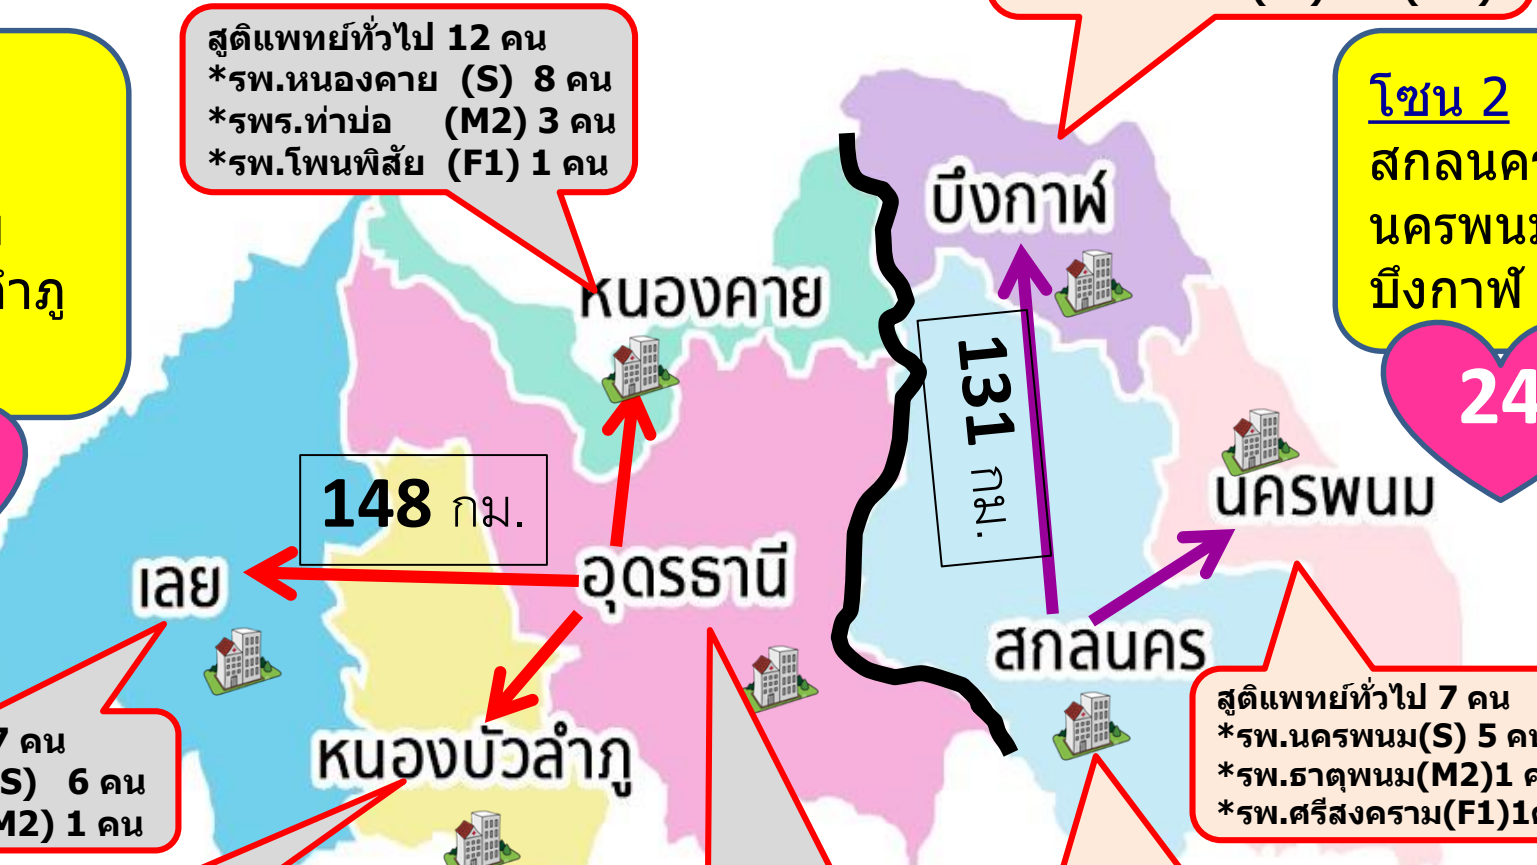 สูติแพทย์ทั่วไป 12 คน
*รพ.หนองคาย (S) 8 คน
*รพร.ท่าบ่อ (M2) 3 คน
*รพ.โพนพิสัย (F1) 1 คน
โซน 2
สกลนคร
นครพนม
บึงกาฬ
24
บึงกาฬ
หนองคาย
131 กม.
นครพนม
148 กม.
เลย
อุดรธานี
สกลนคร
หนองบัวลำภู
7 คน
S) 6 คน
M2) 1 คน
สูติแพทย์ทั่วไป 7 คน
*รพ.นครพนม(S) 5 คน
*รพ.ธาตุพนม(M2)1
*รพ.ศรีสงคราม(F1)1